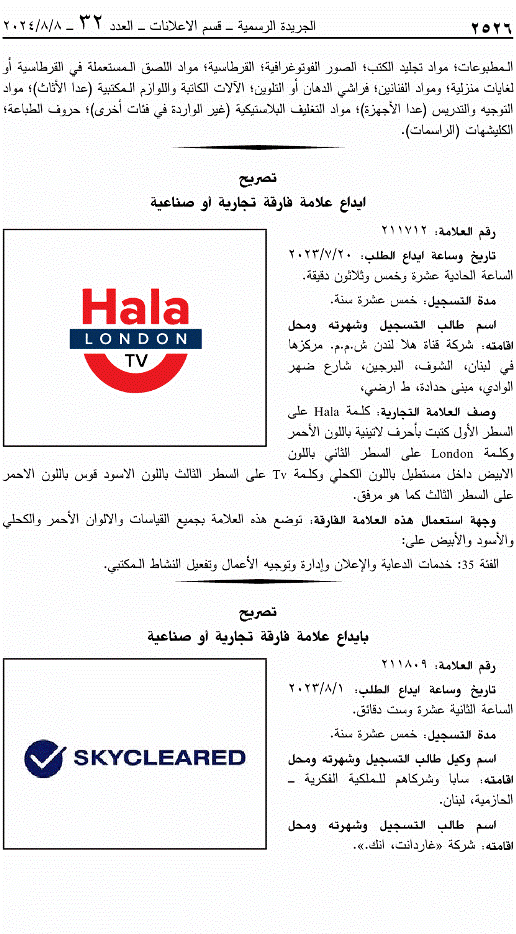 ٢٥٢٦
الجريدة الرسمية ــ قسم الاعلانات ــ العدد ٣٢ ــ ٢٠٢٤/٨/٨
المطبوعات؛ مواد تجليد الكتب؛ الصور الفوتوغرافية؛ القرطاسية؛ مواد اللصق المستعملة في القرطاسية أو
لغايات منزلية؛ ومواد الفنانين؛ فراشي الدهان أو التلوين؛ الآلات الكاتبة واللوازم المكتبية (عدا الأثاث)؛ مواد
التوجيه والتدريس (عدا الأجهزة)؛ مواد التغليف البلاستيكية (غير الواردة في فئات أخرى)؛ حروف الطباعة؛
الكليشهات (الراسمات).
تصريح
ايداع علامة فارقة تجارية او صناعية
رقم العلامة: ٢١١٧١٢
تاريخ وساعة ايداع الطلب: ٢٠٢٣/٧/٢٠
الساعة الحادية عشرة وخمس وثلاثون دقيقة.
مدة التسجيل: خمس عشرة سنة.
اسم طالب التسجيل وشهرته ومحل
اقامته: شركة قناة هلا لندن ش.م.م. مركزها
في لبنان، الشوف، البرجين، شارع ضهر
الوادي، مبنى حدادة، ط ارضي،
وصف العلامة التجارية: كلمة Hala على
السطر الأول كتبت بأحرف لاتينية باللون الأحمر
وكلمة London على السطر الثاني باللون
الابيض داخل مستطيل باللون الكحلي وكلمة Tv على السطر الثالث باللون الاسود قوس باللون الاحمر
على السطر الثالث كما هو مرفق.
وجهة استعمال هذه العلامة الفارقة: توضع هذه العلامة بجميع القياسات والالوان الأحمر والكحلي
والأسود والأبيض على:
الفئة 35: خدمات الدعاية والإعلان وإدارة وتوجيه الأعمال وتفعيل النشاط المكتبي.
Hala
LONDON
TV
تصريح
بايداع علامة فارقة تجارية او صناعية
رقم العلامة: ٢١١٨٠٩
تاريخ وساعة ايداع الطلب: ٢٠٢٣/٨/١
الساعة الثانية عشرة وست دقائق.
مدة التسجيل: خمس عشرة سنة.
اسم وكيل طالب التسجيل وشهرته ومحل
اقامته: سابا وشركاهم للملكية الفكرية ــ
الحازمية، لبنان.
اسم طالب التسجيل وشهرته ومحل
اقامته: شركة «غاردانت، انك.».
SKYCLEARED